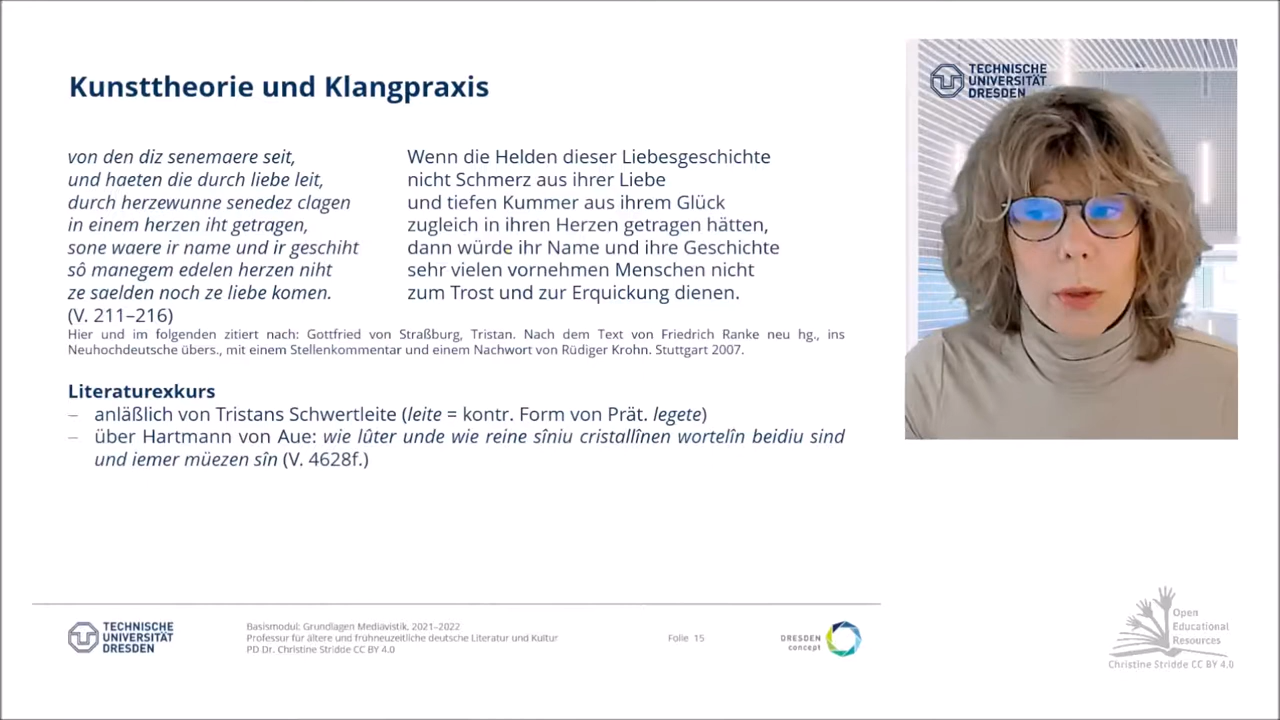 Kunsttheorie und Klangpraxis
von den diz senemaere seit,
und haeten die durch liebe leit,
durch herzewunne senedez clagen
in einem herzen iht getragen,
sone waere ir name und ir geschiht
sô manegem edelen herzen niht
ze saelden noch ze liebe komen.
(V. 211–216)
Wenn die Helden dieser Liebesgeschichte
nicht Schmerz aus ihrer Liebe
und tiefen Kummer aus ihrem Glück
zugleich in ihren Herzen getragen hätten,
dann würde ihr Name und ihre Geschichte
sehr vielen vornehmen Menschen nicht
zum Trost und zur Erquickung dienen.
Hier und im folgenden zitiert nach: Gottfried von Straßburg, Tristan. Nach dem Text von Friedrich Ranke neu hg., ins
Neuhochdeutsche übers., mit einem Stellenkommentar und einem Nachwort von Rüdiger Krohn. Stuttgart 2007.
Literaturexkurs
– anläßlich von Tristans Schwertleite (leite = kontr. Form von Prät. legete)
– über Hartmann von Aue: wie lûter unde wie reine sîniu cristallînen wortelîn beidiu sind
und iemer müezen sîn (V. 4628f.)
TECHNISCHE
UNIVERSITÄT
DRESDEN
TECHNISCHE
UNIVERSITÄT
DRESDEN
Basismodul: Grundlagen Mediävistik, 2021–2022
Professur für ältere und frühneuzeitliche deutsche Literatur und Kultur
PD Dr. Christine Stridde CC BY 4.0
Folie 15
DRESDEN
concept
Open
Educational
Resources
Christine Stridde CC BY 4.0